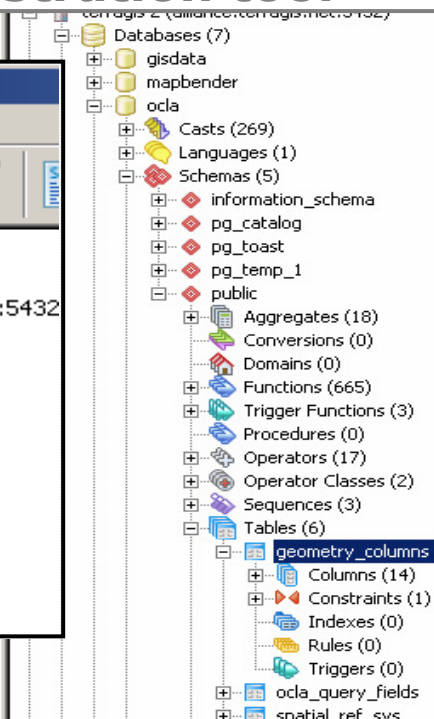 Databases (7)
gisdata
mapbender
ocla
Casts (269)
Languages (1)
Schemas (5)
information_schema
pg_catalog
pg_toast
pg_temp_1
public
:5432
Aggregates (18)
Conversions (0)
Domains (0)
Functions (665)
Trigger Functions (3)
Procedures (0)
Operators (17)
Operator Classes (2)
Sequences (3)
Tables (6)
geometry_columns
Columns (14)
Constraints (1)
Indexes (0)
Rules (0)
Triggers (0)
ocla_query_fields
spatial_ref_sys